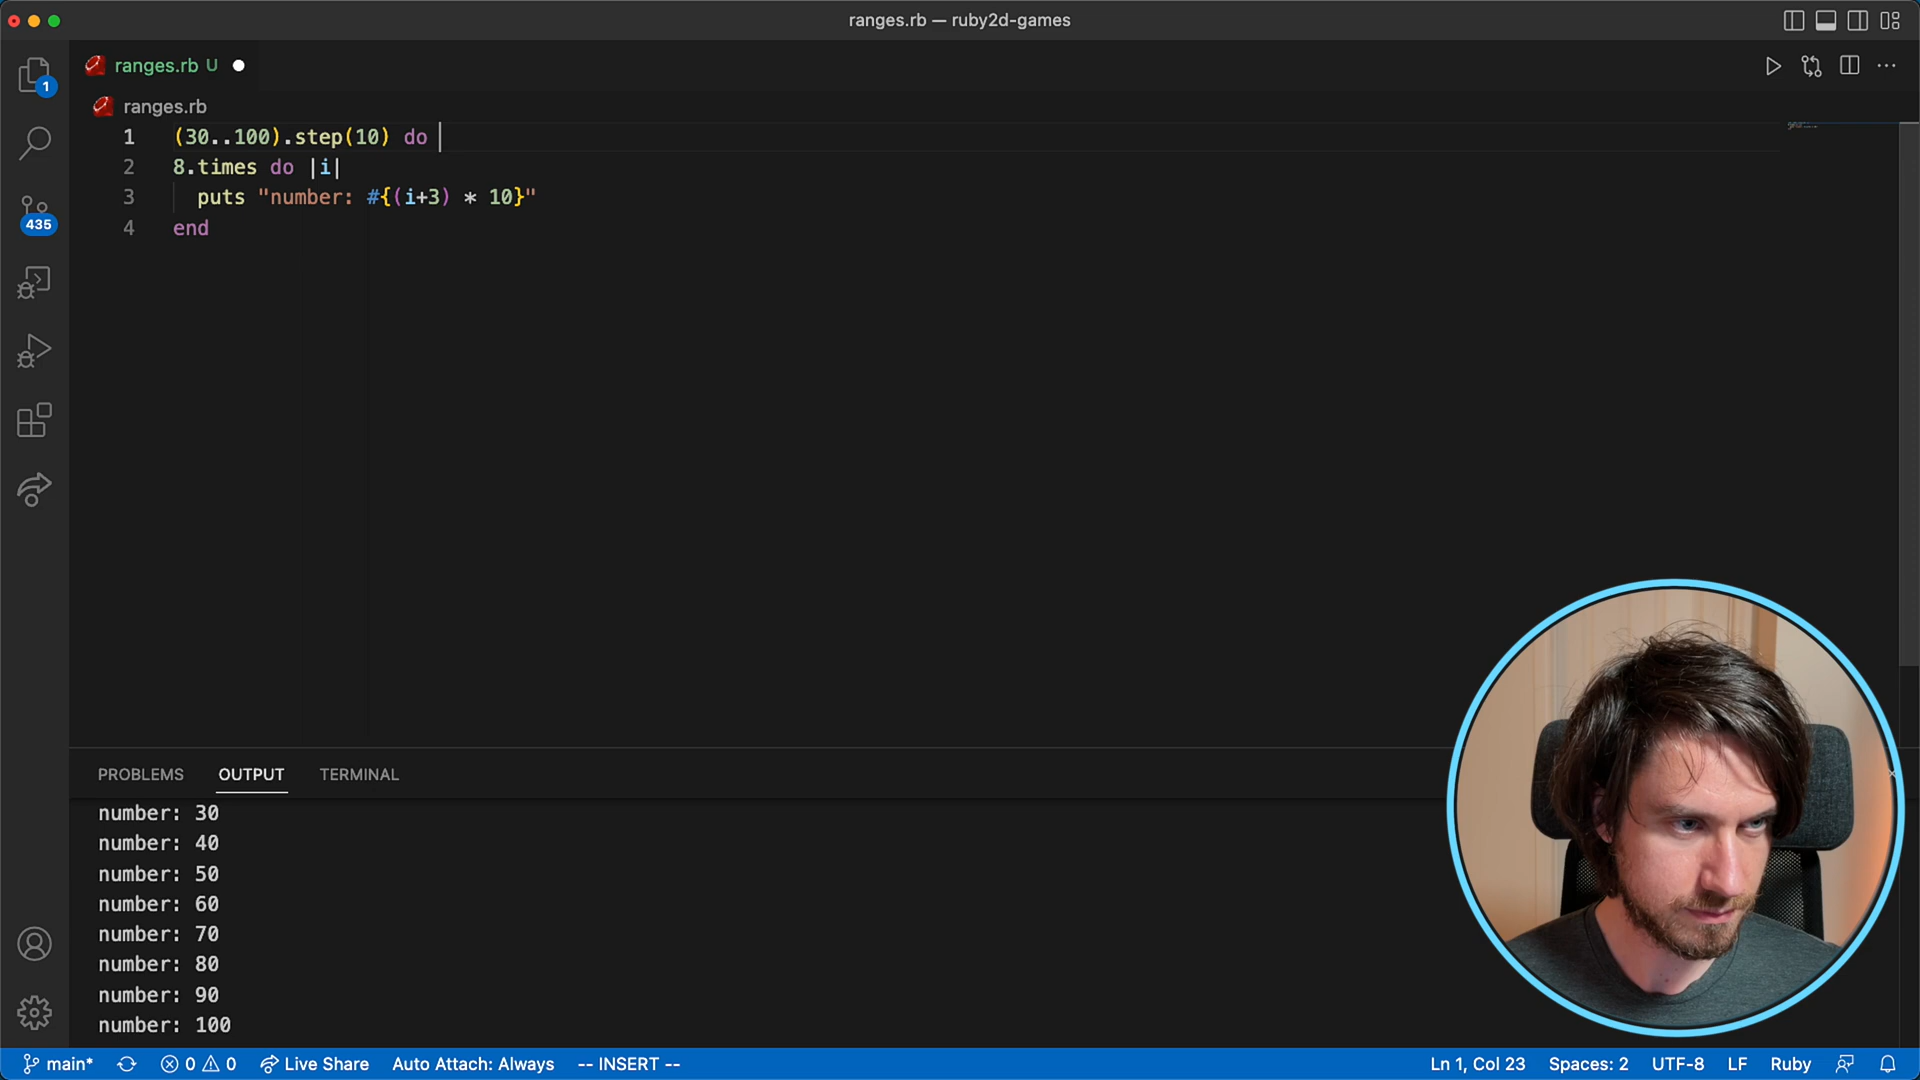 ranges.rb — ruby2d-games
ranges.rb U
ranges.rb
1 (30..100).step(10) do
2 8.times do |i|
3 puts "number: #{(i+3) * 10}"
4 end
1
435
PROBLEMS OUTPUT TERMINAL
number: 30
number: 40
number: 50
number: 60
number: 70
number: 80
number: 90
number: 100
main* 0 0 Live Share Auto Attach: Always -- INSERT -- Ln 1, Col 23 Spaces: 2 UTF-8 LF Ruby